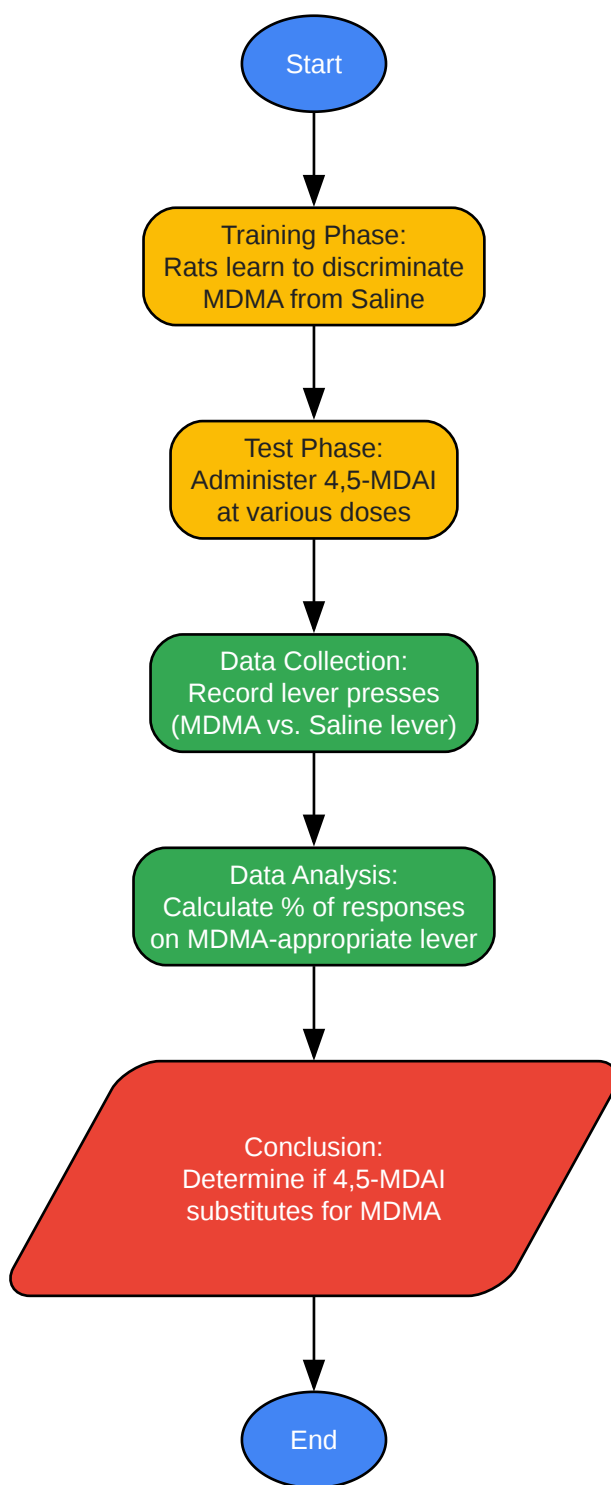 Start
Training Phase:
Rats learn to discriminate
MDMA from Saline
Test Phase:
Administer 4,5-MDAI
at various doses
Data Collection:
Record lever presses
(MDMA vs. Saline lever)
Data Analysis:
Calculate % of responses
on MDMA-appropriate lever
Conclusion:
Determine if 4,5-MDAI
substitutes for MDMA
End